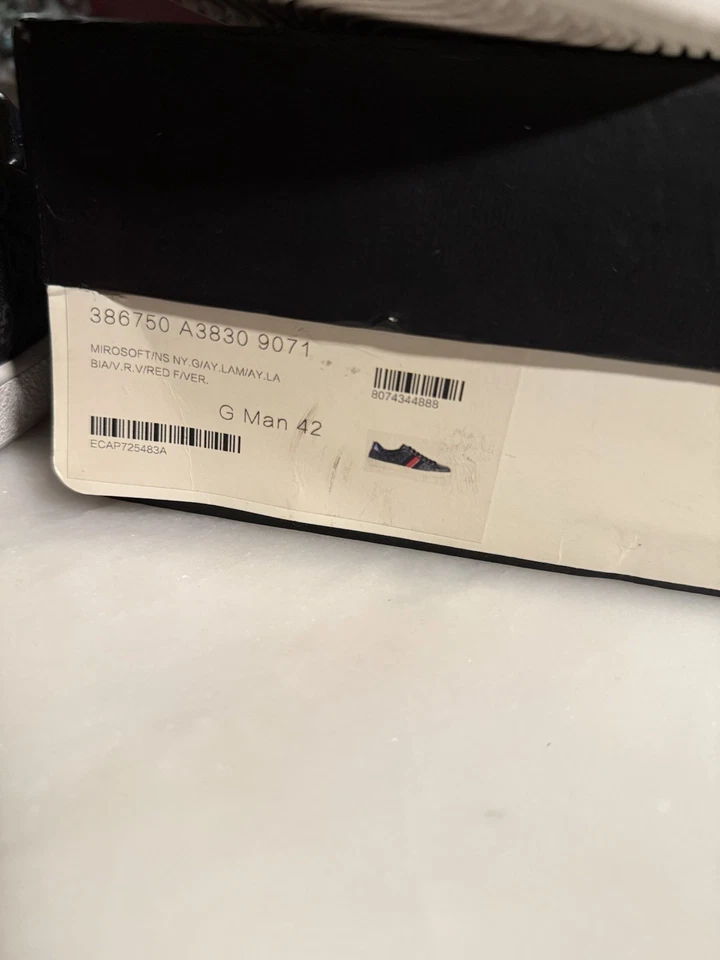 386750 A3830 9071
MIROSOFT/NS NY.G/AY.LAM/AY.LA
BIA/V.R.V/RED F/VER.
8074344888
G Man 42
ECAP725483A